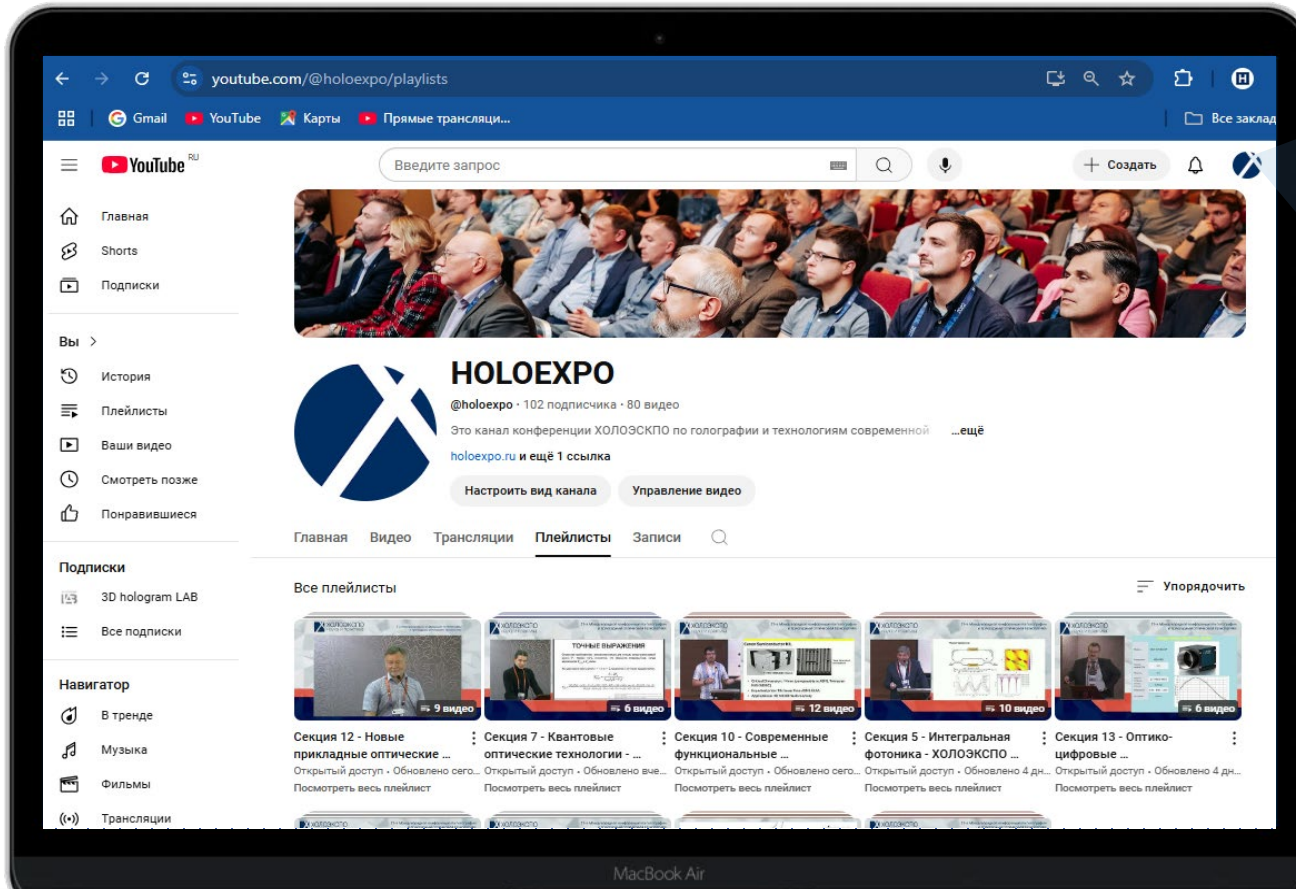 youtube.com/@holoexpo/playlists
Gmail YouTube Карты Прямые трансляци... Все заклад
YouTube RU Введите запрос Создать
Главная
Shorts
Подписки
Вы
История
Плейлисты
Ваши видео
Смотреть позже
Понравившиеся
Подписки
3D hologram LAB
Все подписки
Навигатор
В тренде
Музыка
Фильмы
Трансляции
HOLOEXPO
@holoexpo • 102 подписчика • 80 видео
Это канал конференции ХОЛОЭСКПО по голографии и технологиям современной ...ещё
holoexpo.ru и ещё 1 ссылка
Настроить вид канала Управление видео
Главная Видео Трансляции Плейлисты Записи
Все плейлисты Упорядочить
ТОЧНЫЕ ВЫРАЖЕНИЯ
9 видео 6 видео 12 видео 10 видео 6 видео
Секция 12 - Новые прикладные оптические ...
Открытый доступ • Обновлено сего...
Посмотреть весь плейлист
Секция 7 - Квантовые оптические технологии - ...
Открытый доступ • Обновлено вче...
Посмотреть весь плейлист
Секция 10 - Современные функциональные ...
Открытый доступ • Обновлено сего...
Посмотреть весь плейлист
Секция 5 - Интегральная фотоника - ХОЛОЭКСПО ...
Открытый доступ • Обновлено 4 дн...
Посмотреть весь плейлист
Секция 13 - Оптико-цифровые ...
Открытый доступ • Обновлено 4 дн...
Посмотреть весь плейлист
MacBook Air